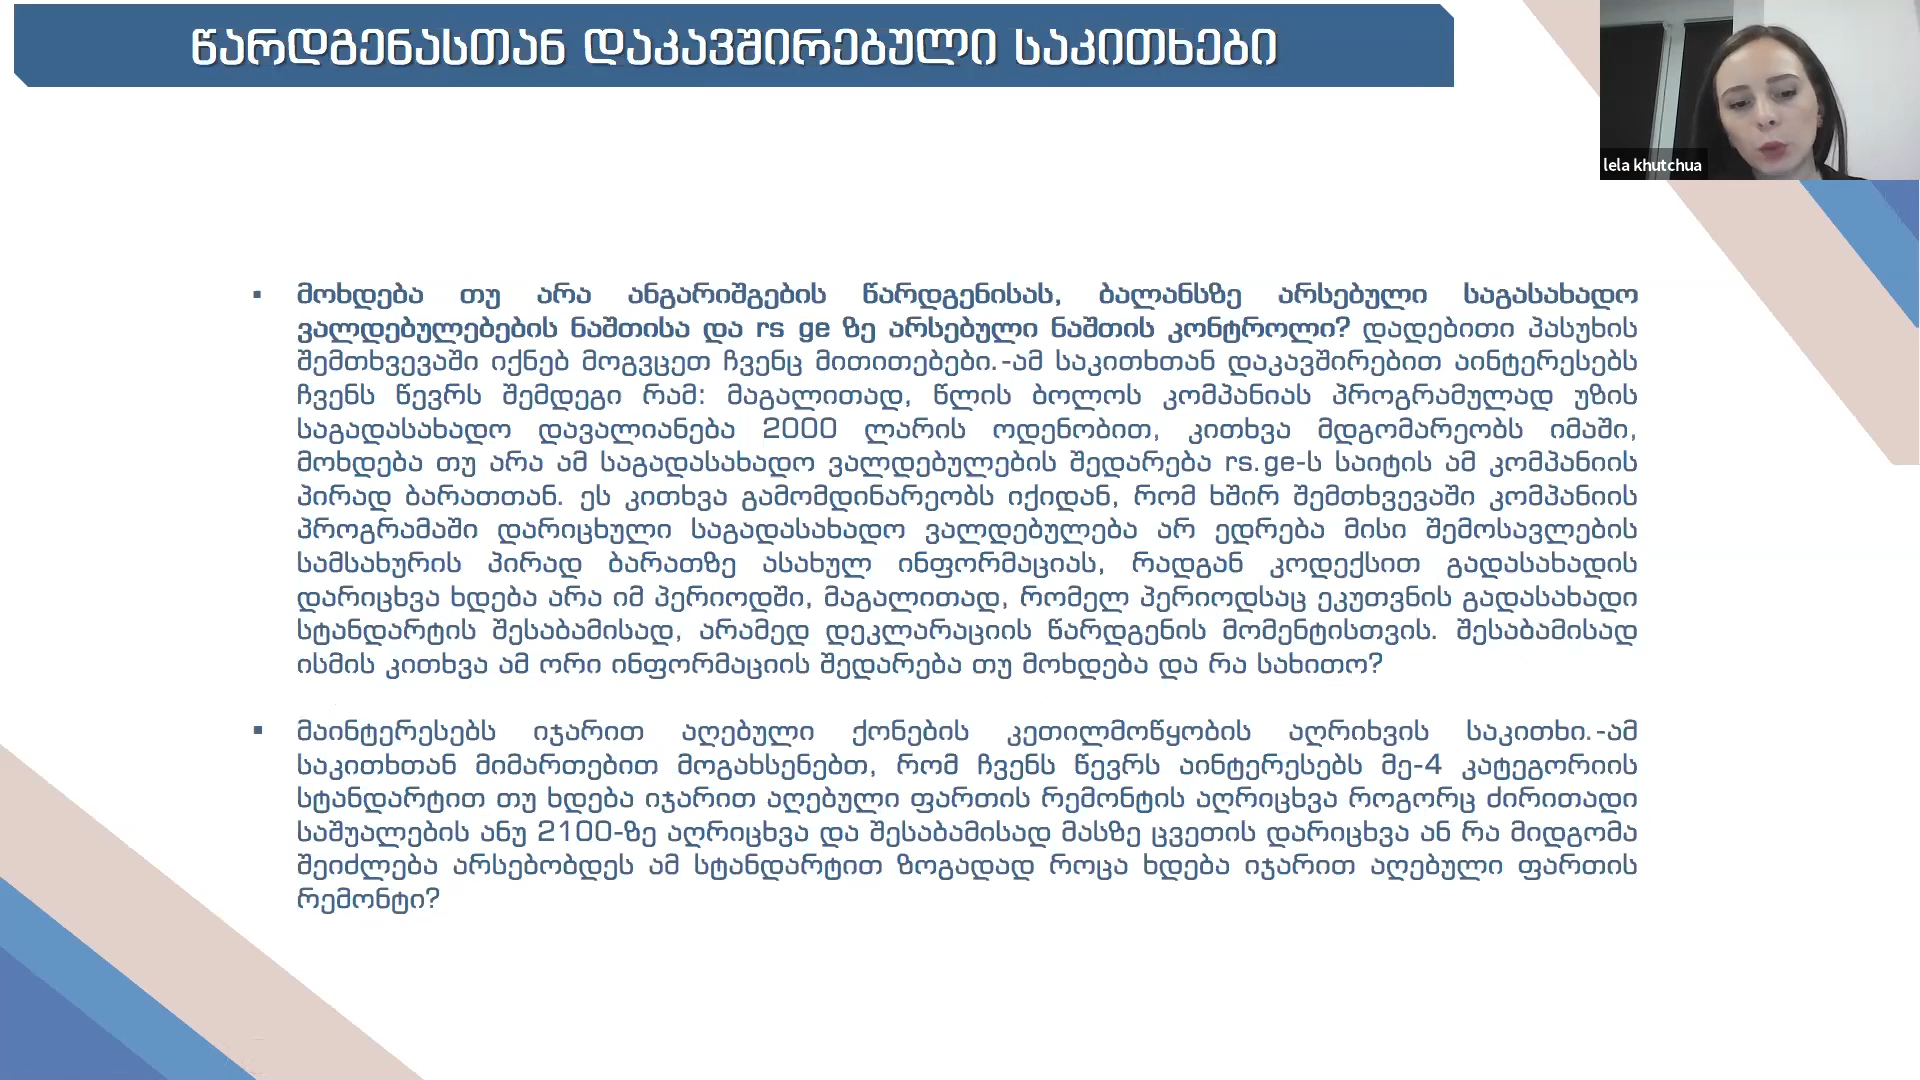 წარდგენასთან დაკავშირებული საკითხები
lela khutchua
▪ მოხდება თუ არა ანგარიშგების წარდგენისას, ბალანსზე არსებული საგასახადო
ვალდებულებების ნაშთისა და rs ge ზე არსებული ნაშთის კონტროლი? დადებითი პასუხის
შემთხვევაში იქნებ მოგვცეთ ჩვენც მითითებები.-ამ საკითხთან დაკავშირებით აინტერესებს
ჩვენს წევრს შემდეგი რამ: მაგალითად, წლის ბოლოს კომპანიას პროგრამულად უზის
საგადასახადო დავალიანება 2000 ლარის ოდენობით, კითხვა მდგომარეობს იმაში,
მოხდება თუ არა ამ საგადასახადო ვალდებულების შედარება rs.ge-ს საიტის ამ კომპანიის
პირად ბარათთან. ეს კითხვა გამომდინარეობს იქიდან, რომ ხშირ შემთხვევაში კომპანიის
პროგრამაში დარიცხული საგადასახადო ვალდებულება არ ედრება მისი შემოსავლების
სამსახურის პირად ბარათზე ასახულ ინფორმაციას, რადგან კოდექსით გადასახადის
დარიცხვა ხდება არა იმ პერიოდში, მაგალითად, რომელ პერიოდსაც ეკუთვნის გადასახადი
სტანდარტის შესაბამისად, არამედ დეკლარაციის წარდგენის მომენტისთვის. შესაბამისად
ისმის კითხვა ამ ორი ინფორმაციის შედარება თუ მოხდება და რა სახითო?
▪ მაინტერესებს იჯარით აღებული ქონების კეთილმოწყობის აღრიხვის საკითხი.-ამ
საკითხთან მიმართებით მოგახსენებთ, რომ ჩვენს წევრს აინტერესებს მე-4 კატეგორიის
სტანდარტით თუ ხდება იჯარით აღებული ფართის რემონტის აღრიცხვა როგორც ძირითადი
საშუალების ანუ 2100-ზე აღრიცხვა და შესაბამისად მასზე ცვეთის დარიცხვა ან რა მიდგომა
შეიძლება არსებობდეს ამ სტანდარტით ზოგადად როცა ხდება იჯარით აღებული ფართის
რემონტი?